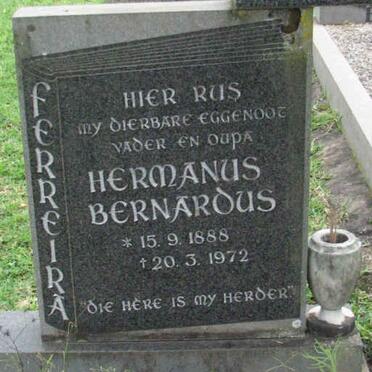 FERREIRA
HIER RUS
MY DIERBARE EGGENOOT
VADER EN OUPA
HERMANUS
BERNARDUS
* 15. 9. 1888
† 20. 3. 1972
"DIE HERE IS MY HERDER."